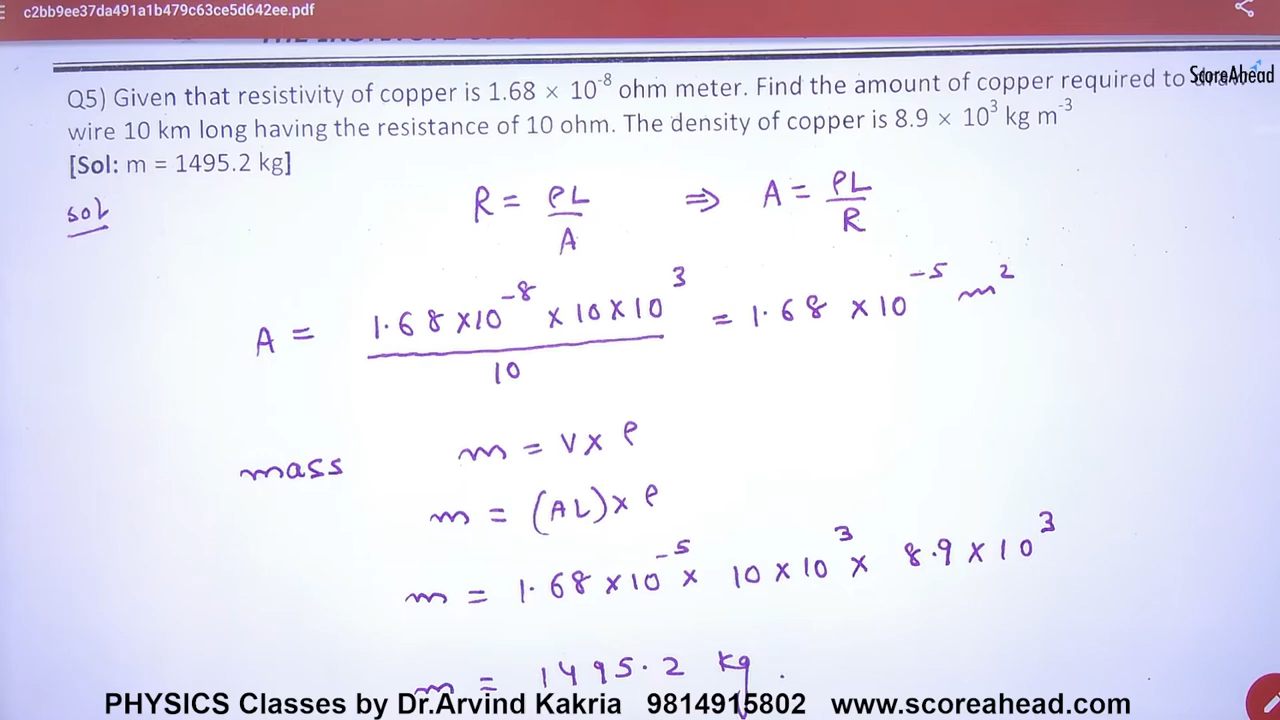 c2bb9ee37da491a1b479c63ce5d642ee.pdf
ScoreAhead
Q5) Given that resistivity of copper is 1.68 × 10⁻⁸ ohm meter. Find the amount of copper required to
wire 10 km long having the resistance of 10 ohm. The density of copper is 8.9 × 10³ kg m⁻³
[Sol: m = 1495.2 kg]
Sol
R = ρL/A ⇒ A = ρL/R
A = (1.68 × 10⁻⁸ × 10 × 10³)/10 = 1.68 × 10⁻⁵ m²
mass m = V × ρ
m = (AL) × ρ
m = 1.68 × 10⁻⁵ × 10 × 10³ × 8.9 × 10³
m = 1495.2 kg.
PHYSICS Classes by Dr.Arvind Kakria 9814915802 www.scoreahead.com